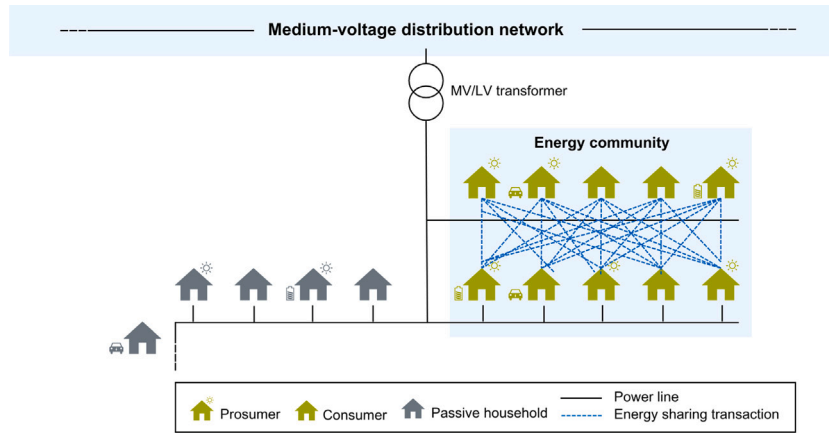 Medium-voltage distribution network
MV/LV transformer
Energy community
Prosumer
Consumer
Passive household
Power line
Energy sharing transaction